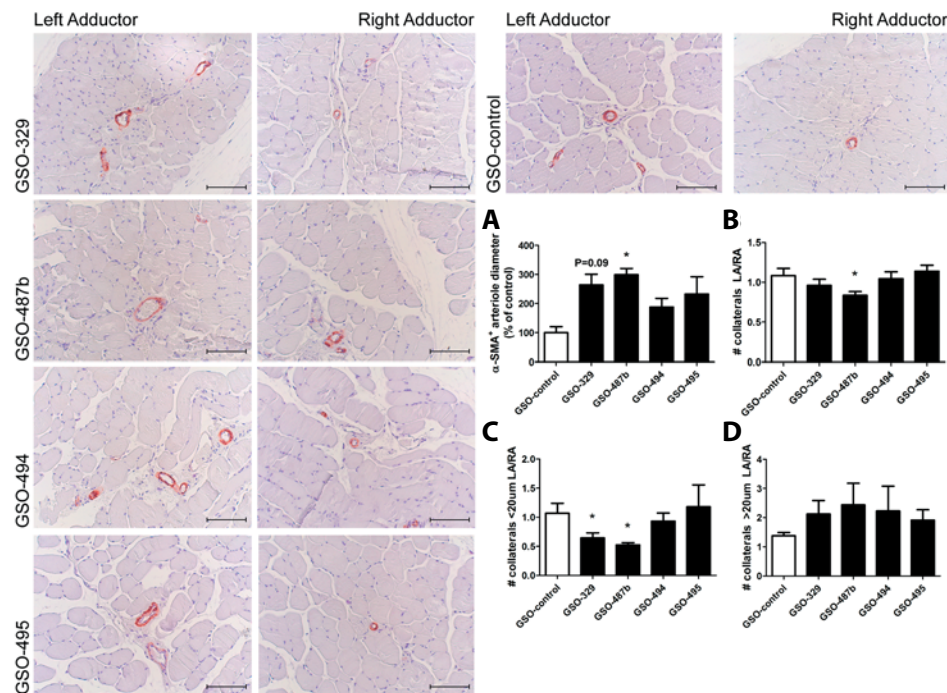 Left Adductor
Right Adductor
Left Adductor
Right Adductor
GSO-329
GSO-control
GSO-487b
GSO-494
GSO-495
A
α-SMA⁺ arteriole diameter
(% of control)
400
300
200
100
0
P=0.09
*
GSO-control
GSO-329
GSO-487b
GSO-494
GSO-495
B
# collaterals LA/RA
1.5
1.0
0.5
0.0
*
GSO-control
GSO-329
GSO-487b
GSO-494
GSO-495
C
# collaterals <20um LA/RA
2.0
1.5
1.0
0.5
0.0
*
*
GSO-control
GSO-329
GSO-487b
GSO-494
GSO-495
D
# collaterals >20um LA/RA
4
3
2
1
0
GSO-control
GSO-329
GSO-487b
GSO-494
GSO-495